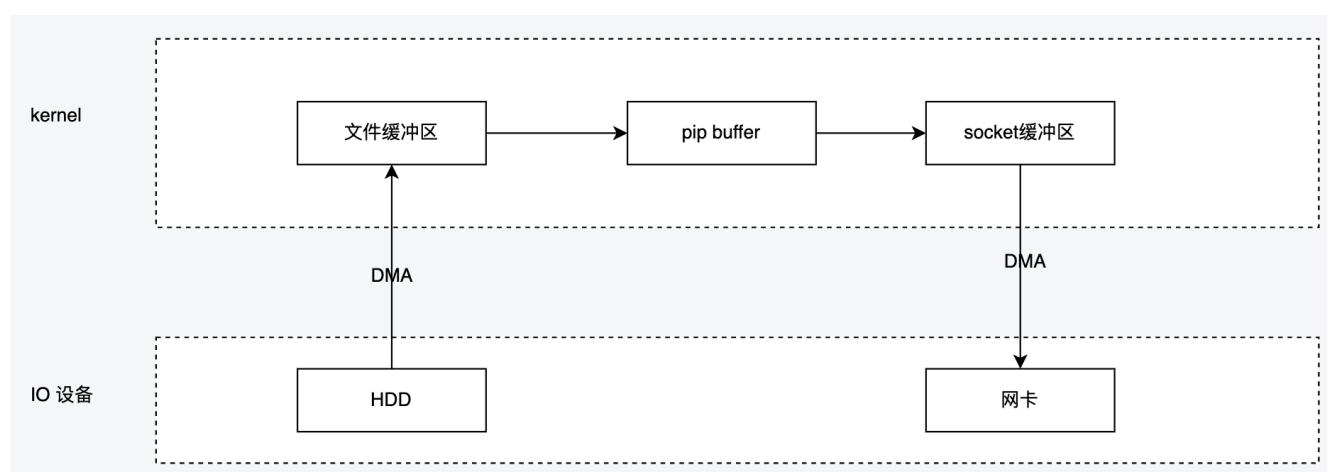 kernel
文件缓冲区
pip buffer
socket缓冲区
DMA
DMA
IO 设备
HDD
网卡